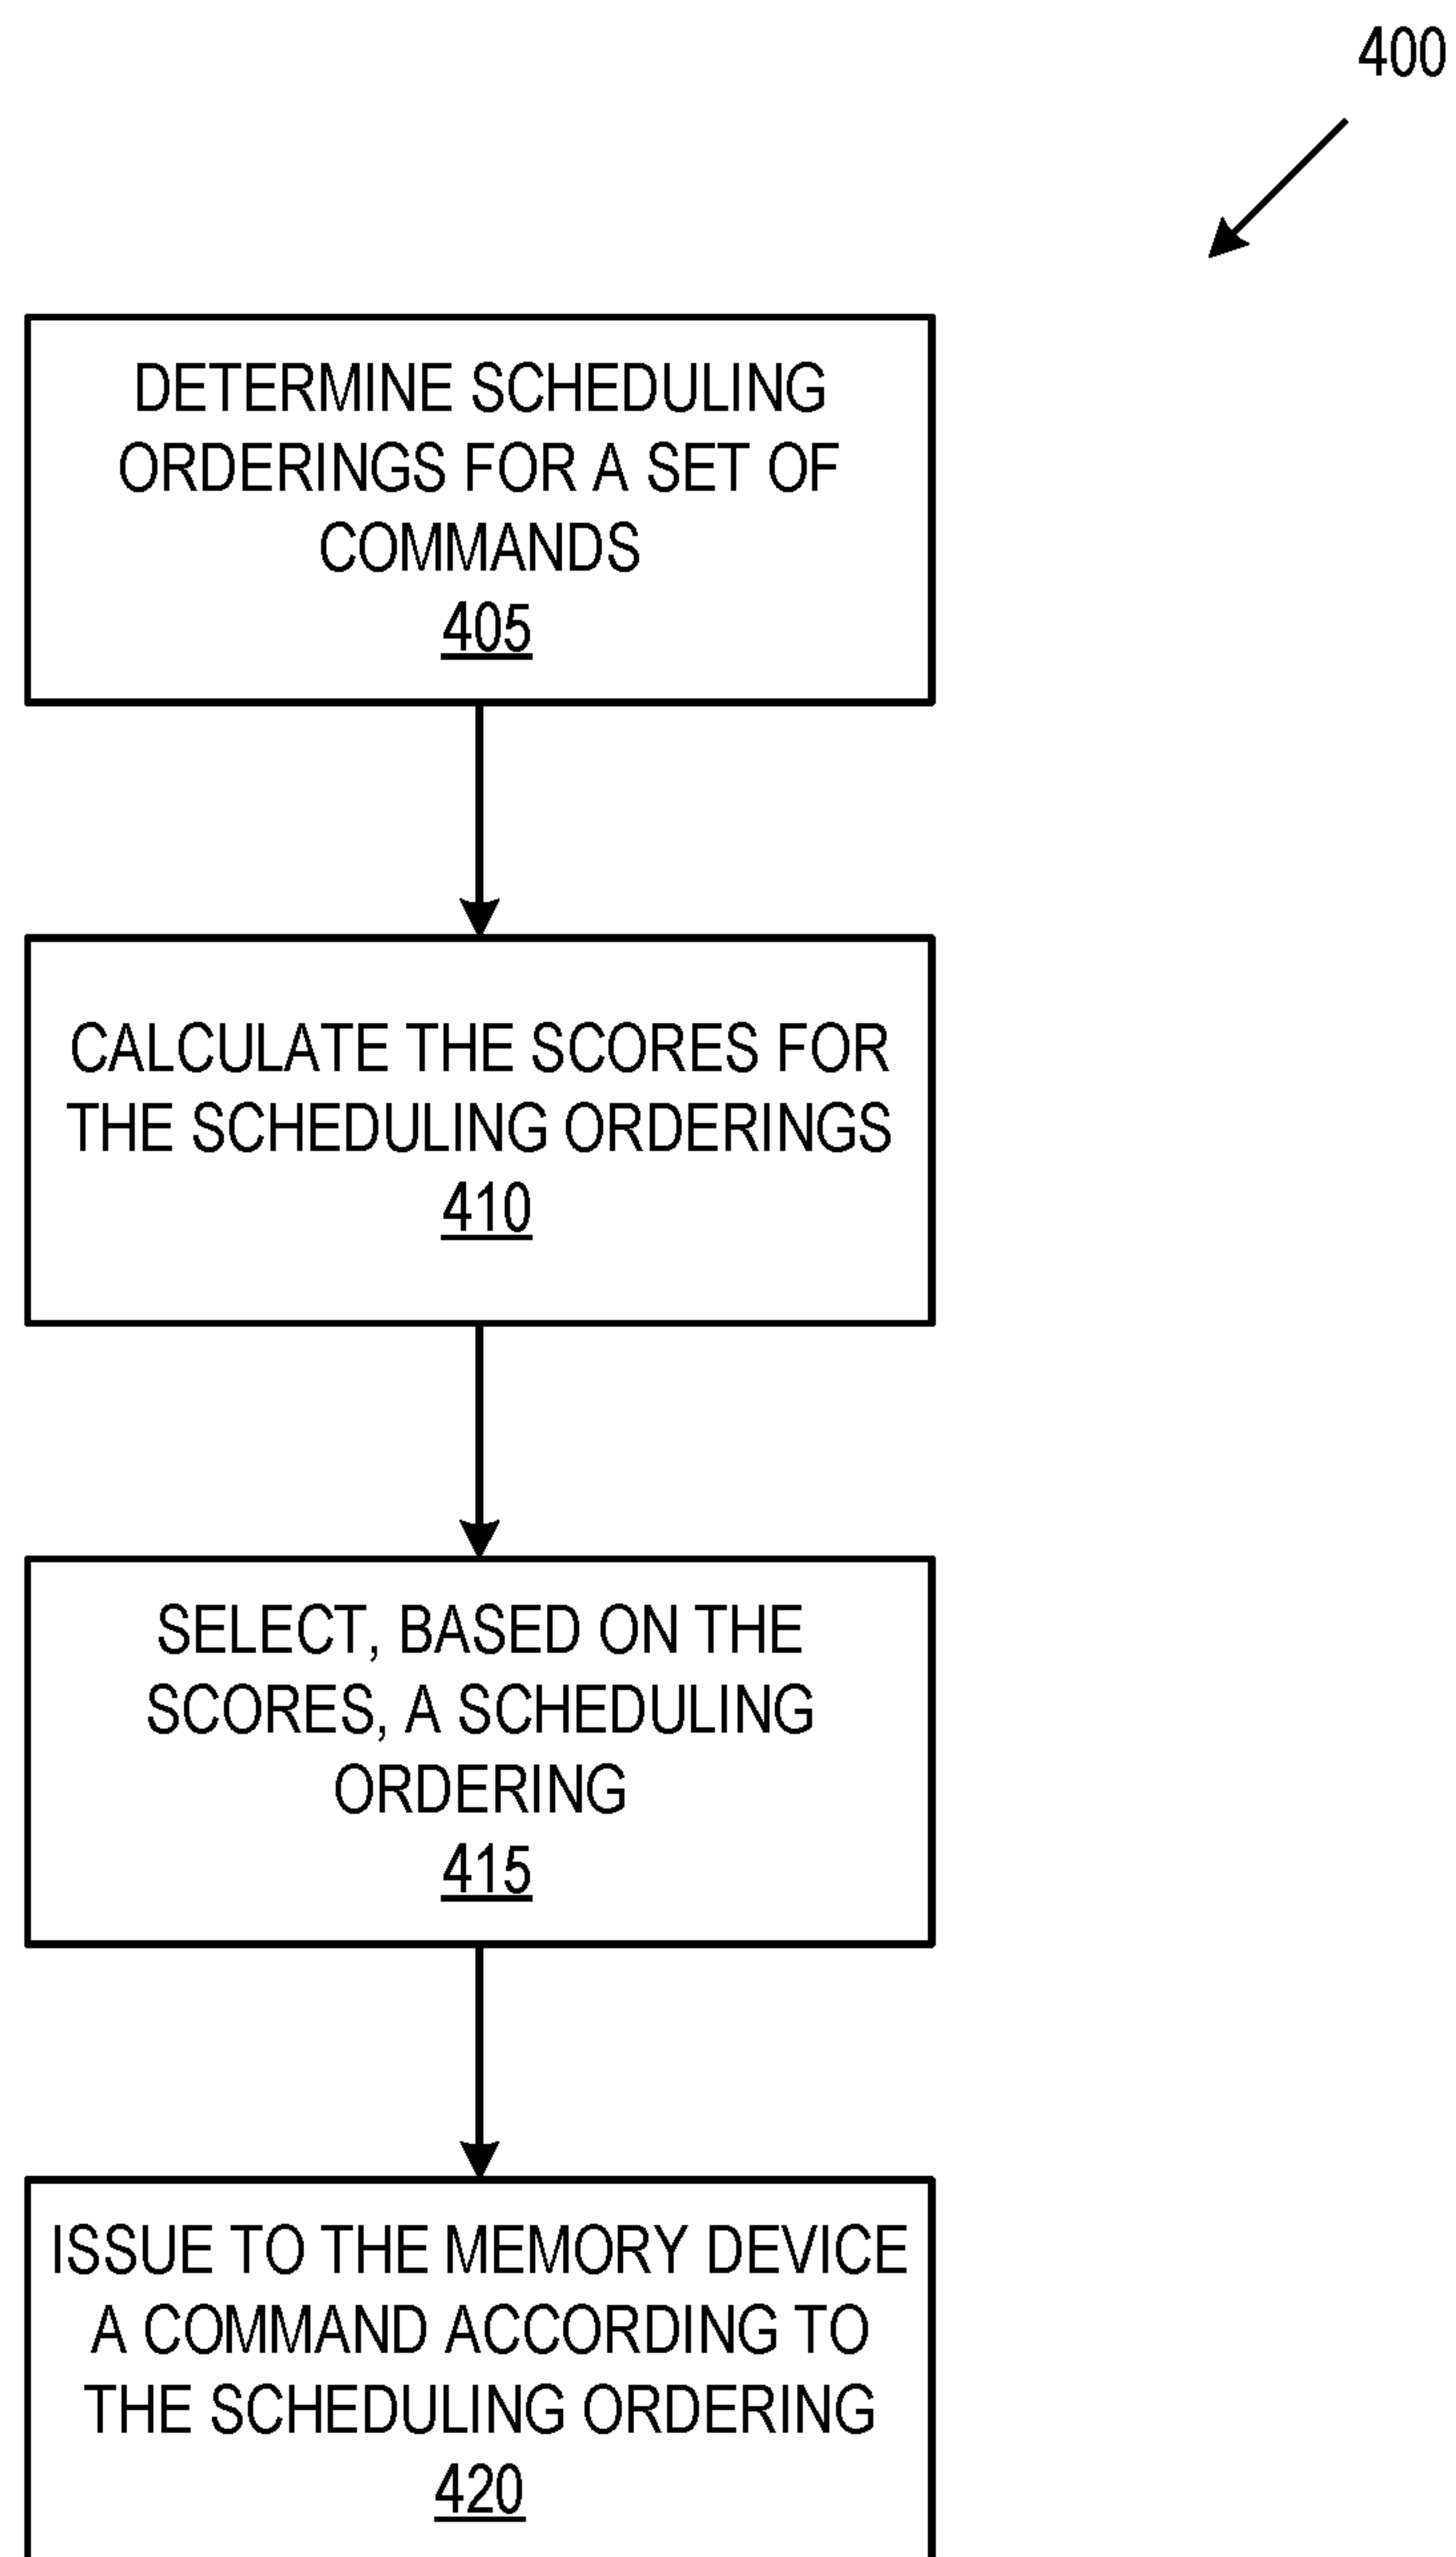 400
DETERMINE SCHEDULING
ORDERINGS FOR A SET OF
COMMANDS
405
CALCULATE THE SCORES FOR
THE SCHEDULING ORDERINGS
410
SELECT, BASED ON THE
SCORES, A SCHEDULING
ORDERING
415
ISSUE TO THE MEMORY DEVICE
A COMMAND ACCORDING TO
THE SCHEDULING ORDERING
420